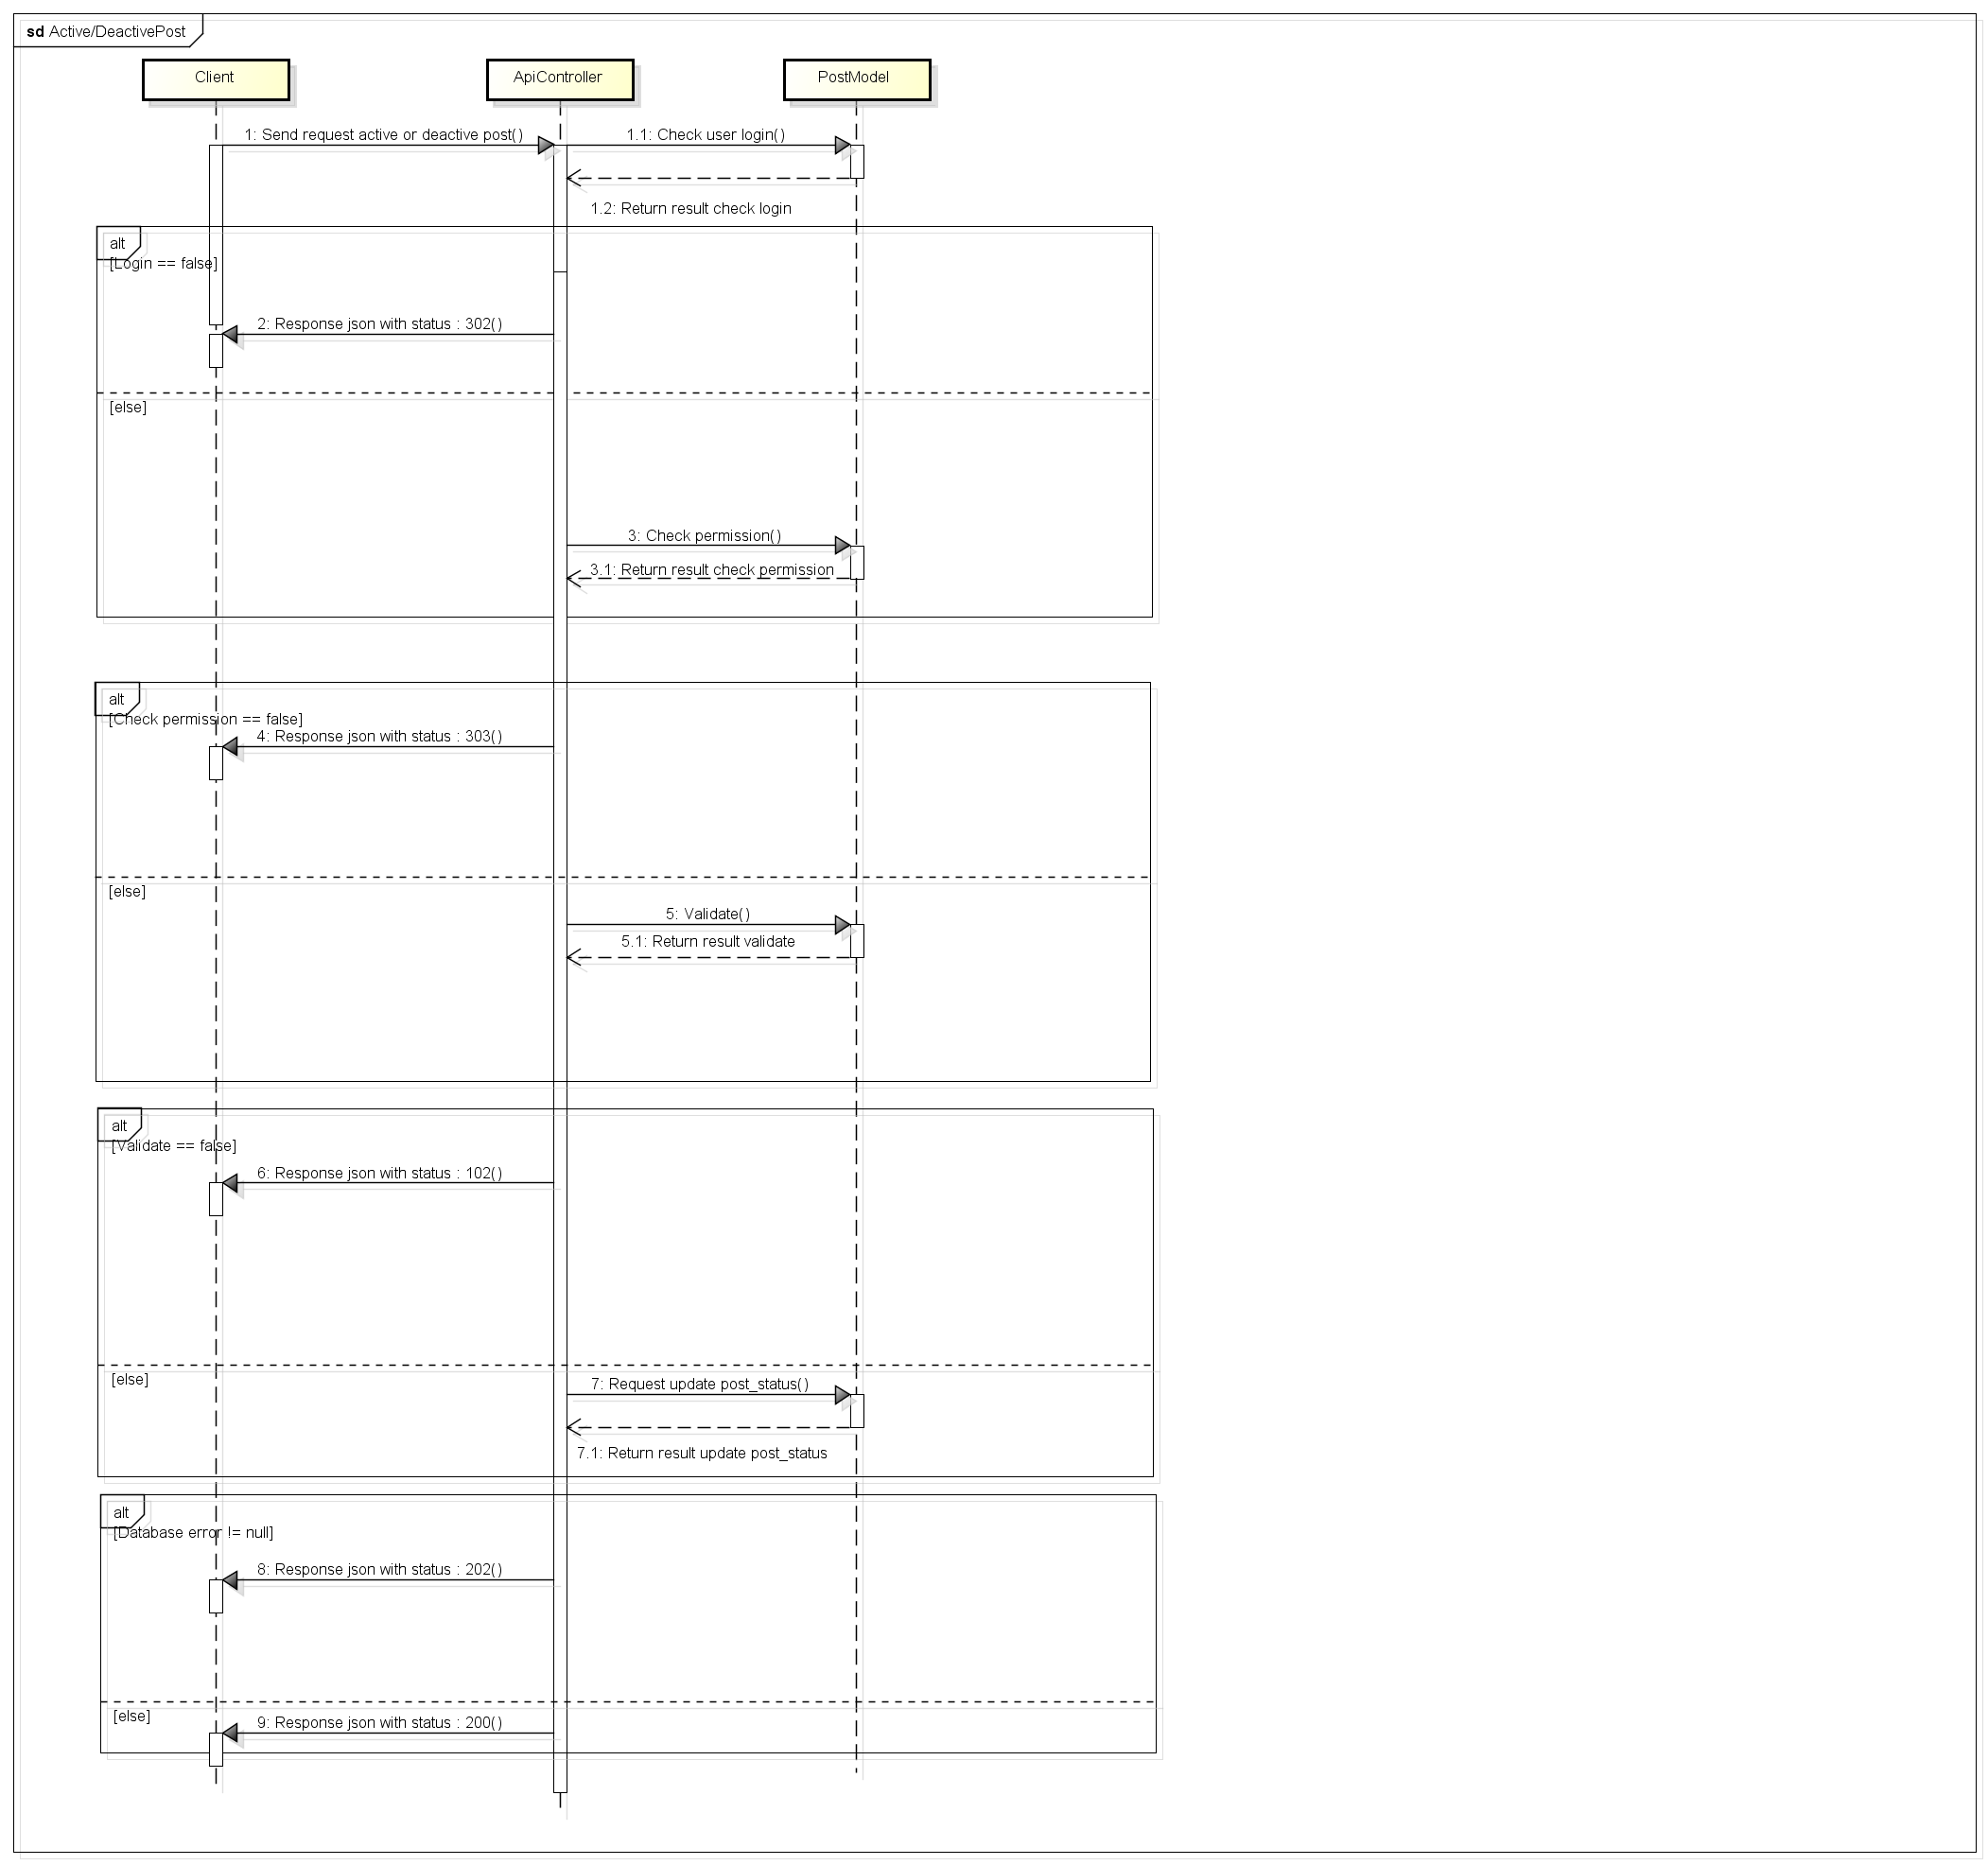 sd Active/DeactivePost
Client
ApiController
PostModel
1: Send request active or deactive post()
1.1: Check user login()
1.2: Return result check login
alt
[Login == false]
2: Response json with status : 302()
[else]
3: Check permission()
3.1: Return result check permission
alt
[Check permission == false]
4: Response json with status : 303()
[else]
5: Validate()
5.1: Return result validate
alt
[Validate == false]
6: Response json with status : 102()
[else]
7: Request update post_status()
7.1: Return result update post_status
alt
[Database error != null]
8: Response json with status : 202()
[else]
9: Response json with status : 200()